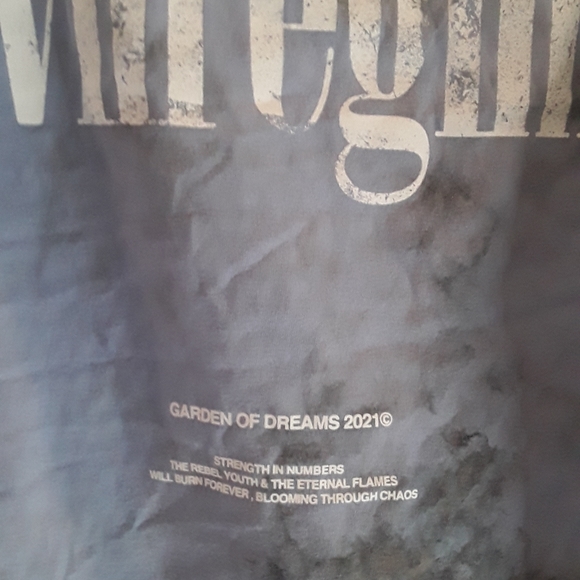 GARDEN OF DREAMS 2021©
STRENGTH IN NUMBERS
THE REBEL YOUTH & THE ETERNAL FLAMES
WILL BURN FOREVER , BLOOMING THROUGH CHAOS